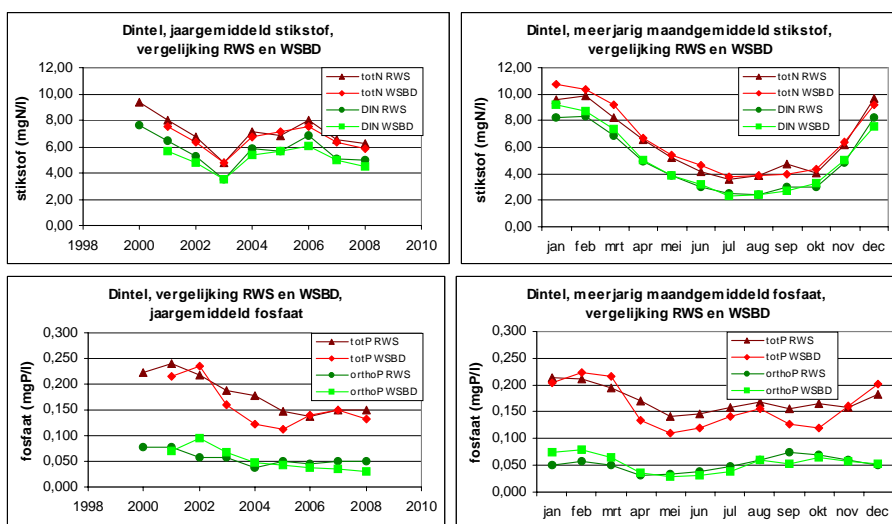 Dintel, jaargemiddeld stikstof,
vergelijking RWS en WSBD
12,00
10,00
8,00
6,00
4,00
2,00
0,00
stikstof (mgN/l)
totN RWS
totN WSBD
DIN RWS
DIN WSBD
1998 2000 2002 2004 2006 2008 2010
Dintel, meerjarig maandgemiddeld stikstof,
vergelijking RWS en WSBD
12,00
10,00
8,00
6,00
4,00
2,00
0,00
stikstof (mgN/l)
totN RWS
totN WSBD
DIN RWS
DIN WSBD
jan feb mrt apr mei jun jul aug sep okt nov dec
Dintel, vergelijking RWS en WSBD,
jaargemiddeld fosfaat
0,300
0,250
0,200
0,150
0,100
0,050
0,000
fosfaat (mgP/l)
totP RWS
totP WSBD
orthoP RWS
orthoP WSBD
1998 2000 2002 2004 2006 2008 2010
Dintel, meerjarig maandgemiddeld fosfaat,
vergelijking RWS en WSBD
0,300
0,250
0,200
0,150
0,100
0,050
0,000
fosfaat (mgP/l)
totP RWS
totP WSBD
orthoP RWS
orthoP WSBD
jan feb mrt apr mei jun jul aug sep okt nov dec